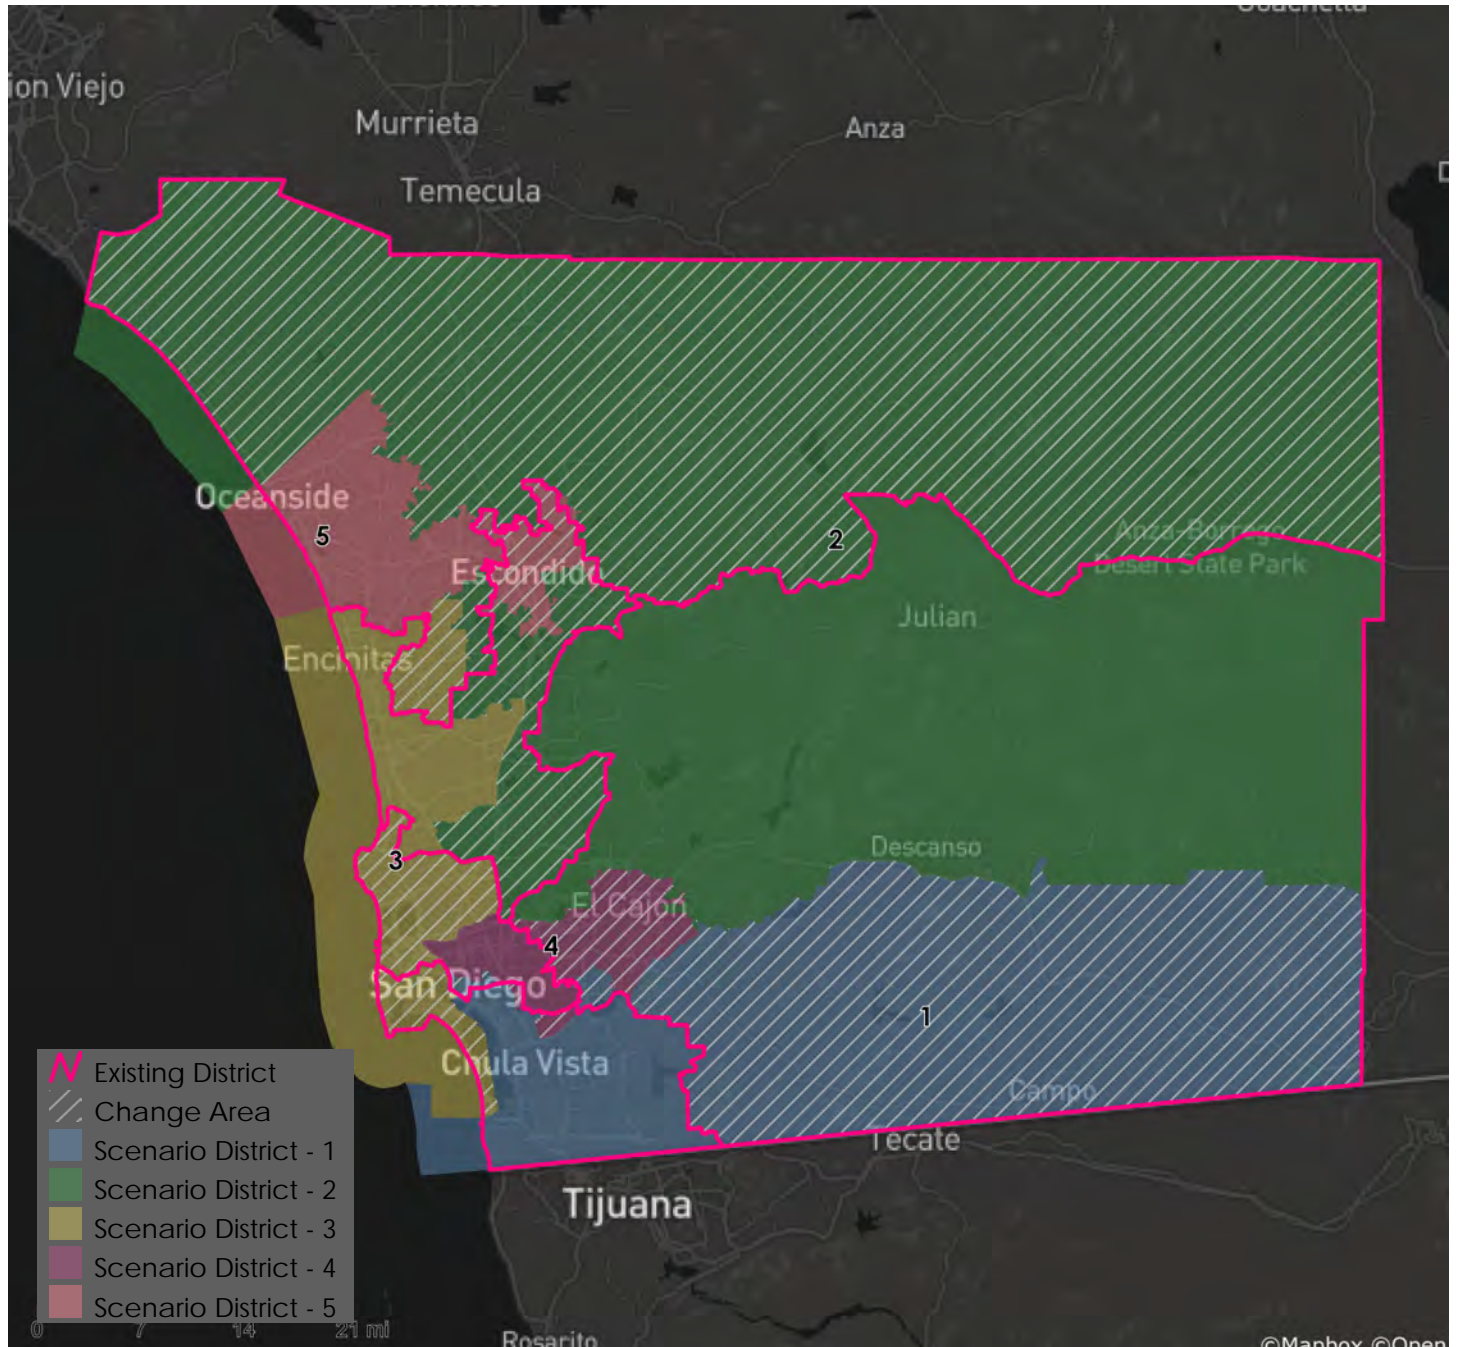 ion Viejo
Murrieta
Anza
Temecula
Oceanside
5
2
Anza-Borrego
Desert State Park
Escondido
Julian
Encinitas
Descanso
3
El Cajon
4
San Diego
1
Chula Vista
Campo
Tecate
Tijuana
Existing District
Change Area
Scenario District - 1
Scenario District - 2
Scenario District - 3
Scenario District - 4
Scenario District - 5
0 7 14 21 mi
Rosarito
©Mapbox ©Open